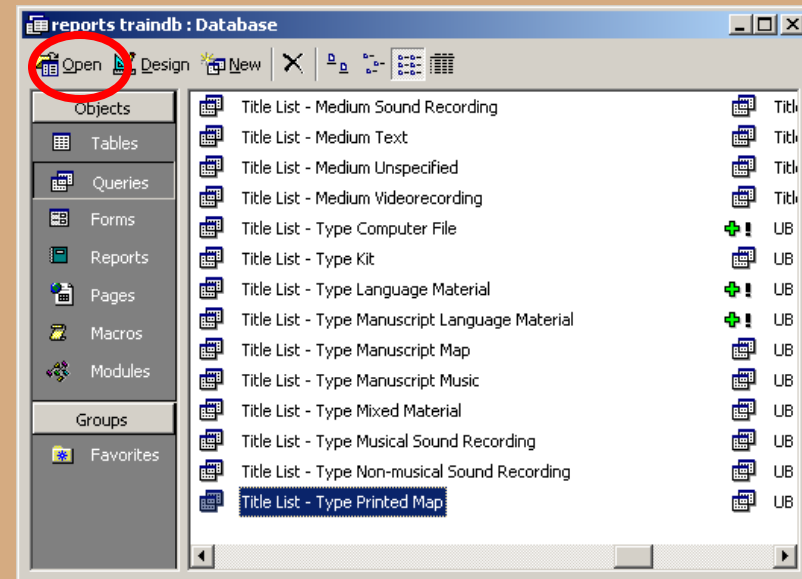 reports traindb : Database
Open Design New
Objects
Tables
Queries
Forms
Reports
Pages
Macros
Modules
Groups
Favorites
Title List - Medium Sound Recording
Title List - Medium Text
Title List - Medium Unspecified
Title List - Medium Videorecording
Title List - Type Computer File
Title List - Type Kit
Title List - Type Language Material
Title List - Type Manuscript Language Material
Title List - Type Manuscript Map
Title List - Type Manuscript Music
Title List - Type Mixed Material
Title List - Type Musical Sound Recording
Title List - Type Non-musical Sound Recording
Title List - Type Printed Map
UB
UB
UB
UB
UB
UB
UB
UB
UB
UB